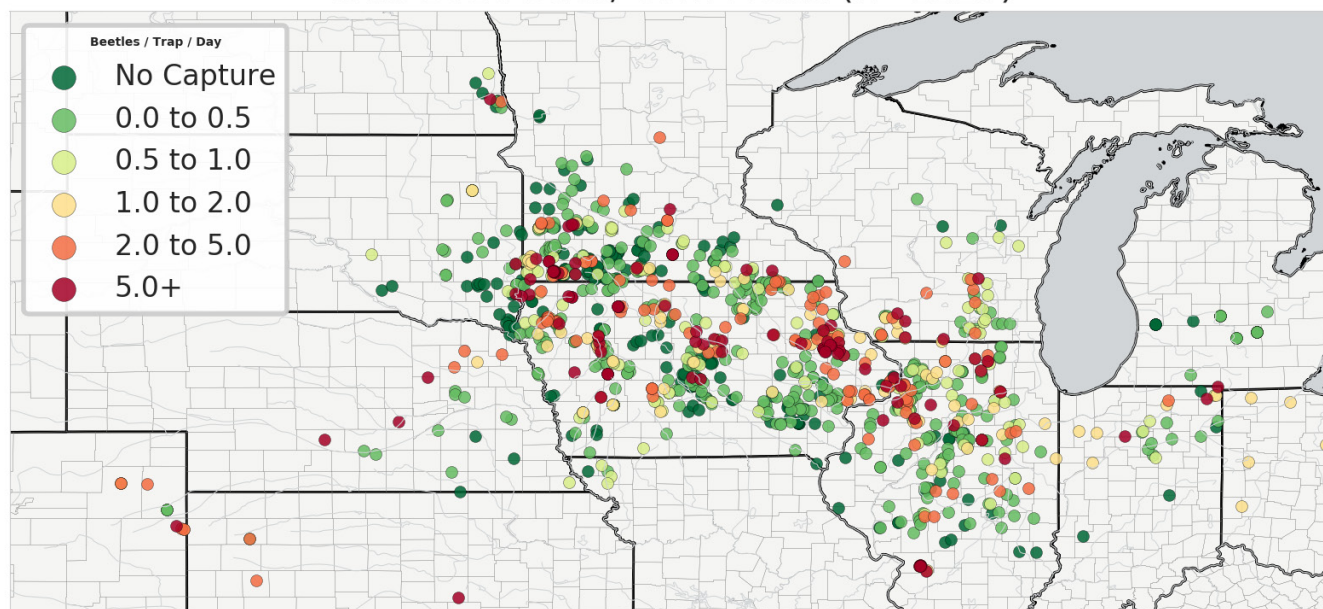 Beetles / Trap / Day
No Capture
0.0 to 0.5
0.5 to 1.0
1.0 to 2.0
2.0 to 5.0
5.0+